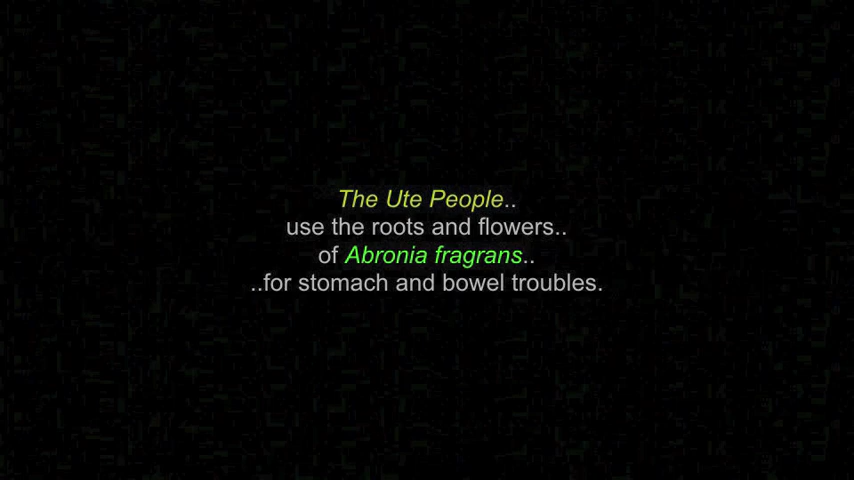 The Ute People..
use the roots and flowers..
of Abronia fragrans..
..for stomach and bowel troubles.